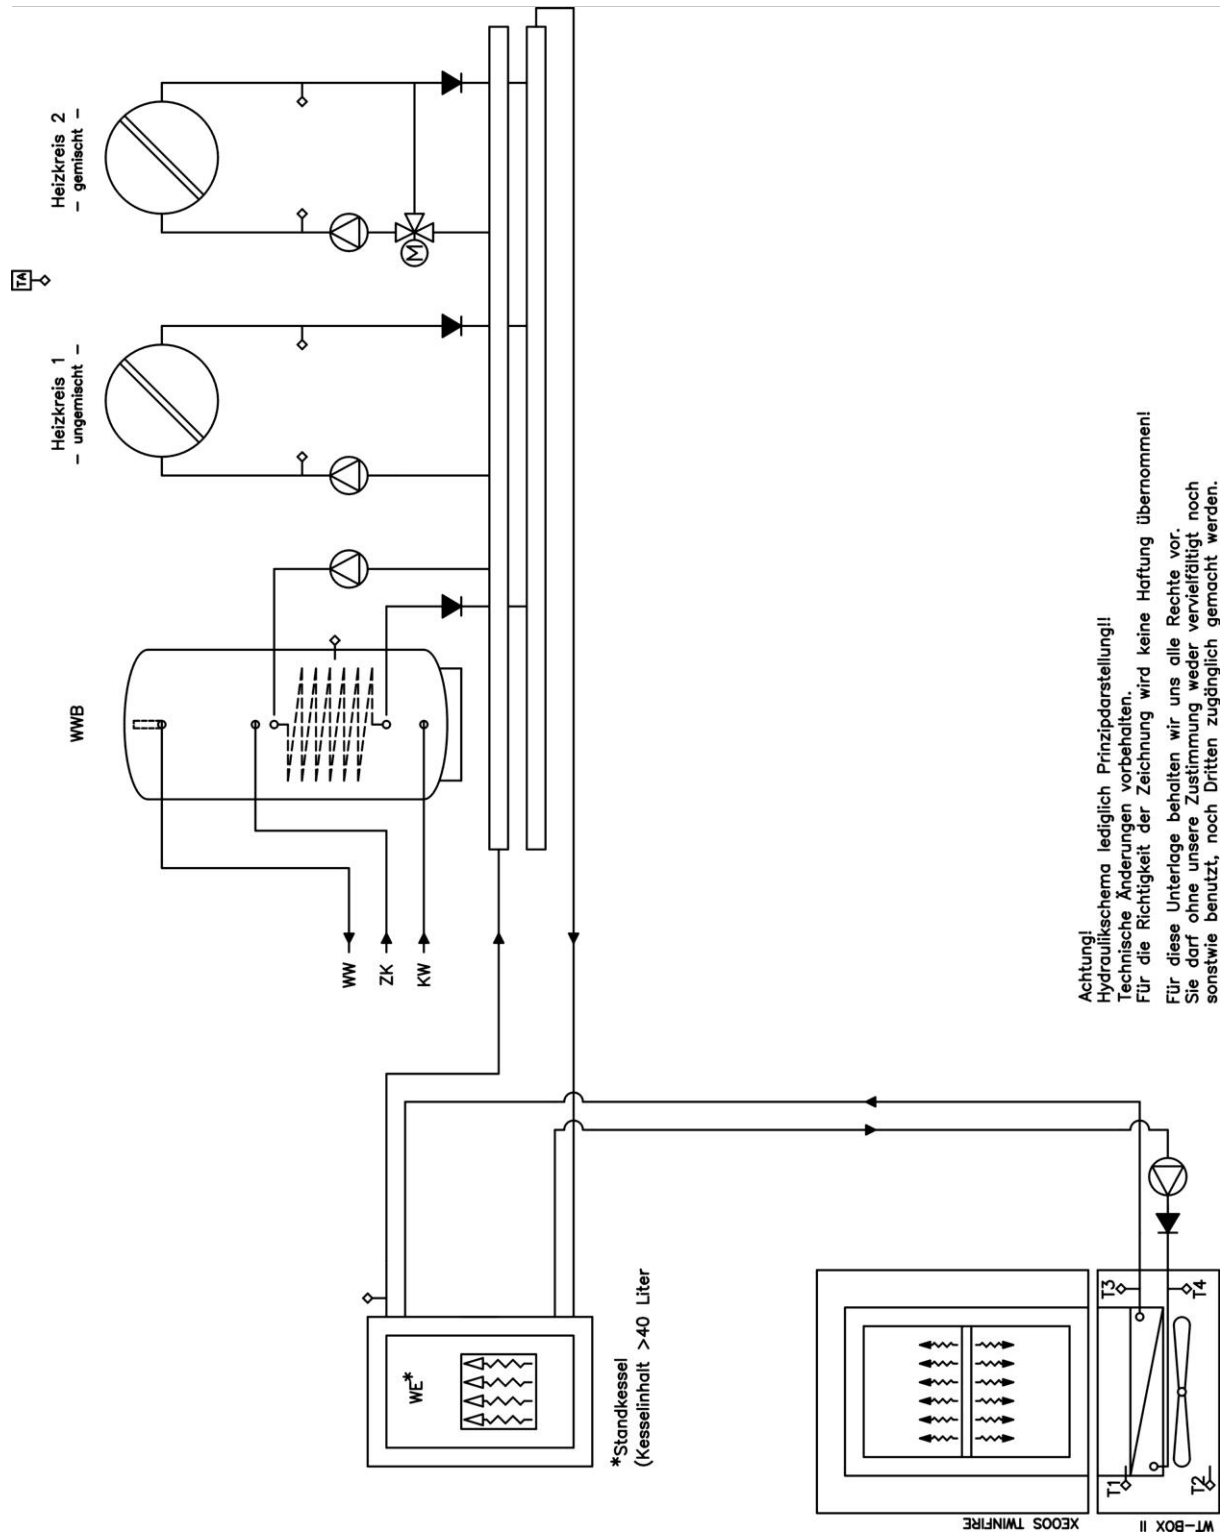 Heizkreis 2
- gemischt -
TA
M
Heizkreis 1
- ungemischt -
WWB
WW
ZK
KW
WE*
*Standkessel
(Kesselinhalt >40 Liter
T3
T4
T1
T2
XEOOS TWINFIRE
WT-BOX II
Achtung!
Hydraulikschema lediglich Prinzipdarstellung!!
Technische Änderungen vorbehalten.
Für die Richtigkeit der Zeichnung wird keine Haftung übernommen!
Für diese Unterlage behalten wir uns alle Rechte vor.
Sie darf ohne unsere Zustimmung weder vervielfältigt noch
sonstwie benutzt, noch Dritten zugänglich gemacht werden.